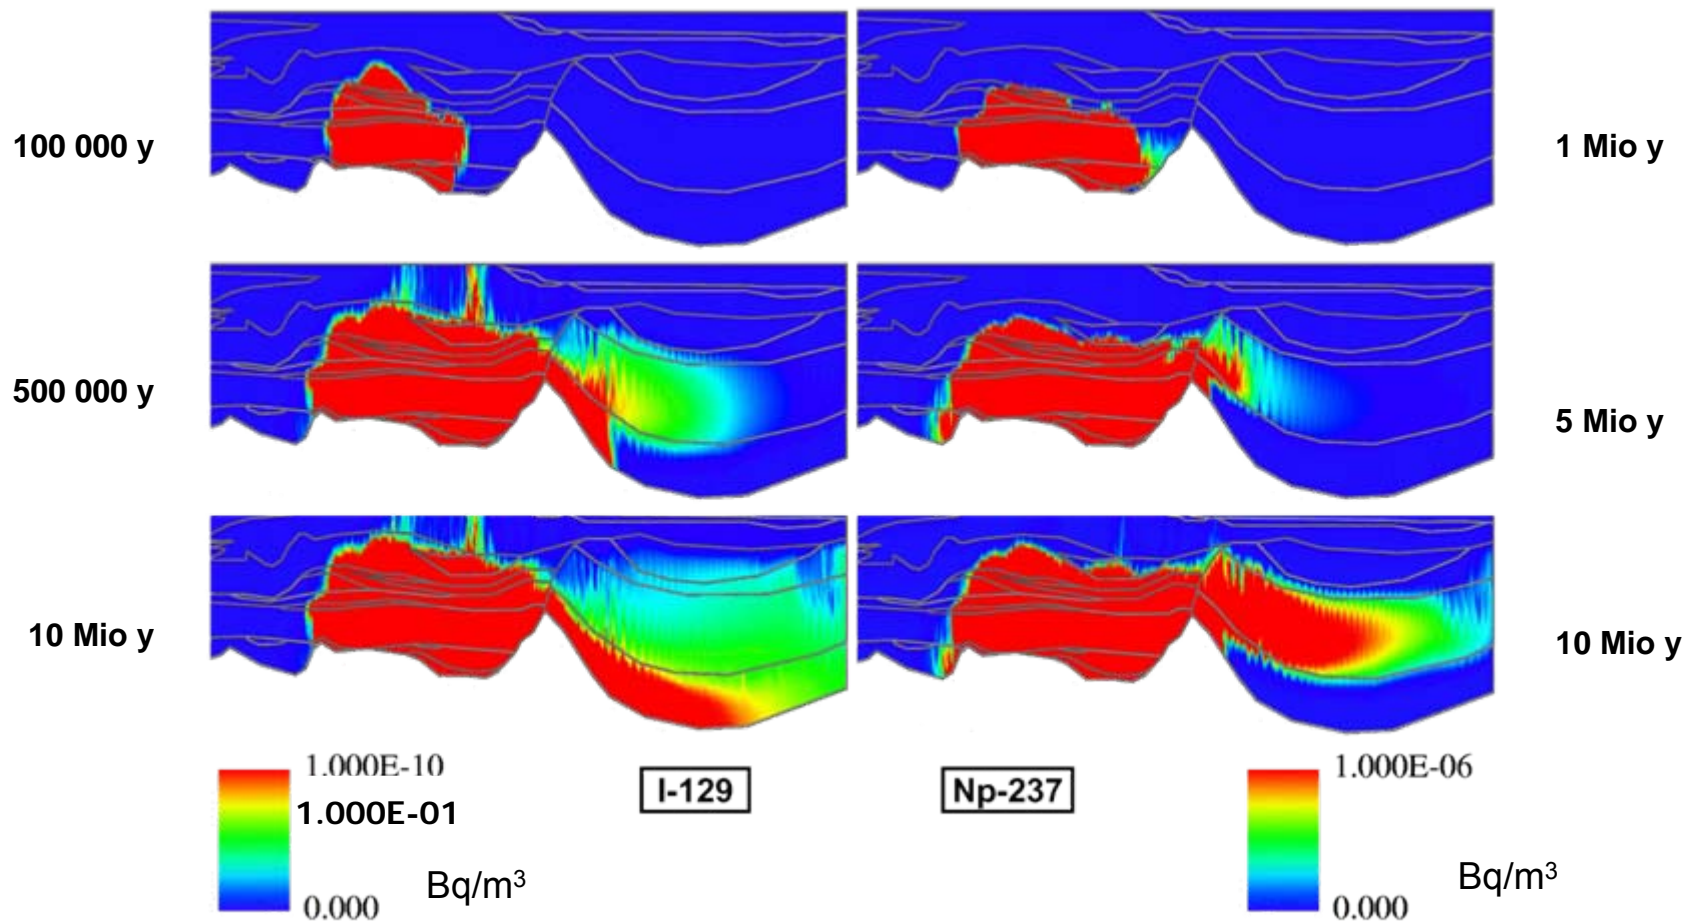 100 000 y
1 Mio y
500 000 y
5 Mio y
10 Mio y
10 Mio y
1.000E-10
1.000E-01
0.000
Bq/m³
I-129
Np-237
1.000E-06
0.000
Bq/m³